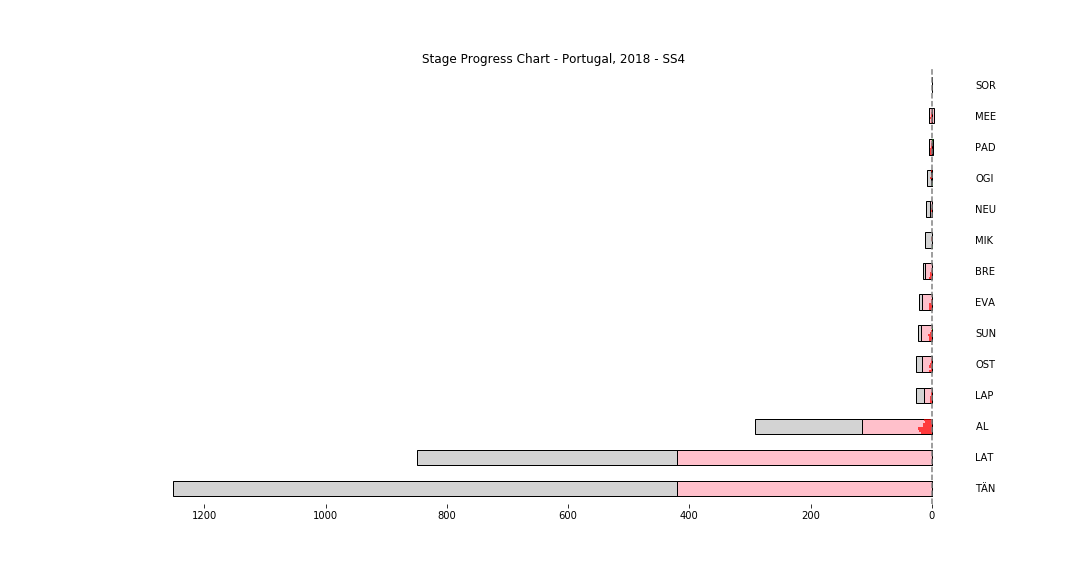 Stage Progress Chart - Portugal, 2018 - SS4
SOR
MEE
PAD
OGI
NEU
MIK
BRE
EVA
SUN
OST
LAP
AL
LAT
TÄN
1200 1000 800 600 400 200 0